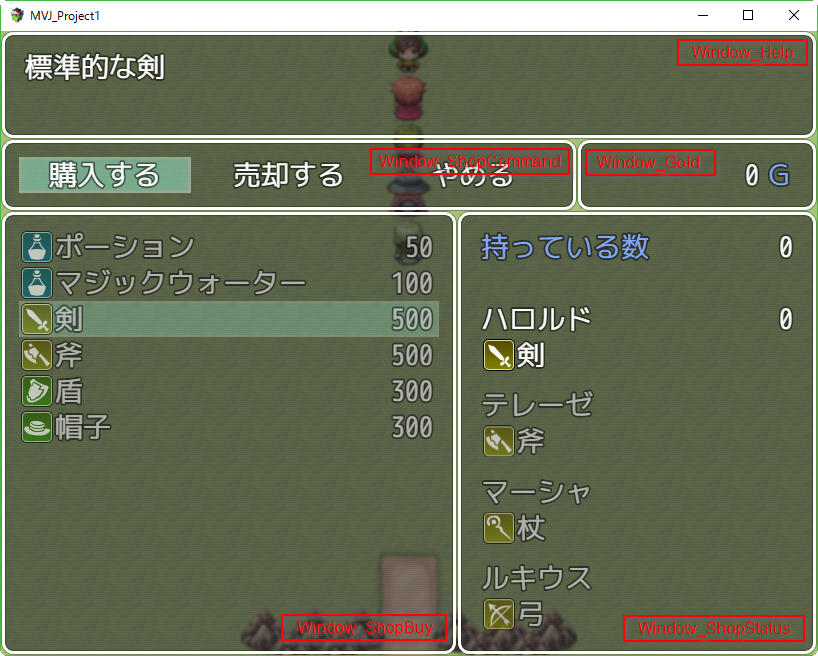 MVJ_Project1
標準的な剣
Window_Help
購入する 売却する やめる
Window_ShopCommand
Window_Gold
0 G
ポーション 50
マジックウォーター 100
剣 500
斧 500
盾 300
帽子 300
Window_ShopBuy
持っている数 0
ハロルド 0
剣
テレーゼ
斧
マーシャ
杖
ルキウス
弓
Window_ShopStatus